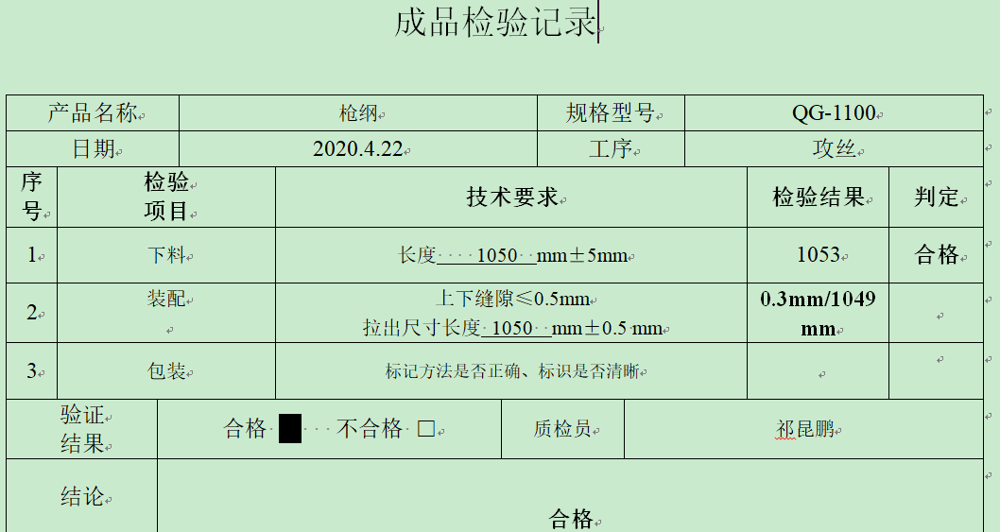 成品检验记录
产品名称 枪纲 规格型号 QG-1100
日期 2020.4.22 工序 攻丝
序号 检验项目 技术要求 检验结果 判定
1 下料 长度 1050 mm±5mm 1053 合格
2 装配 上下缝隙≤0.5mm 0.3mm/1049
拉出尺寸长度 1050 mm±0.5 mm mm
3 包装 标记方法是否正确、标识是否清晰
验证结果 合格 ■ 不合格 □ 质检员 祁昆鹏
结论
合格